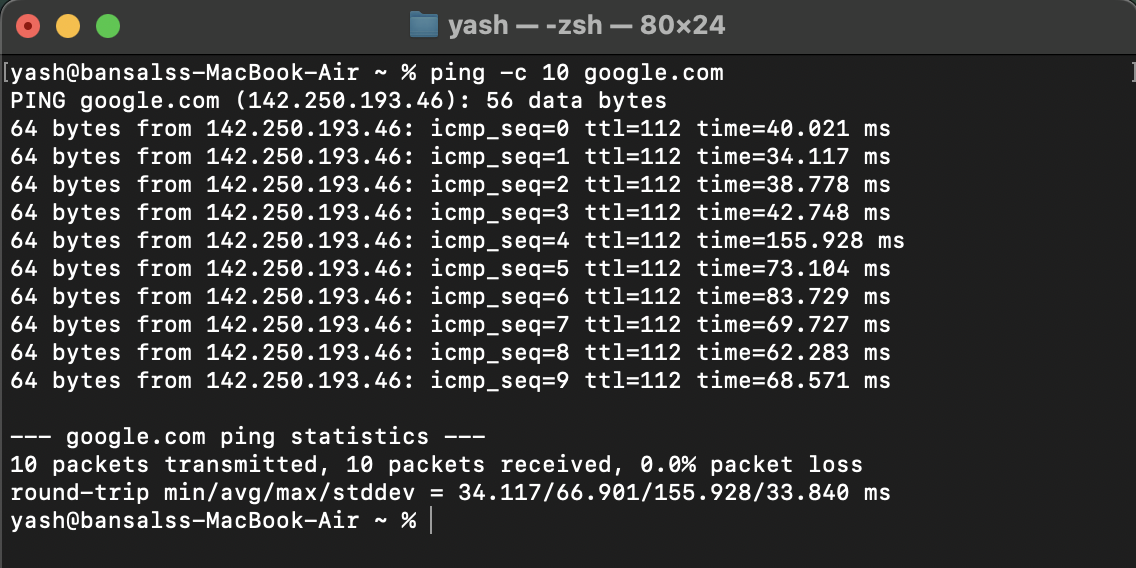 yash — -zsh — 80×24
yash@bansalss-MacBook-Air ~ % ping -c 10 google.com
PING google.com (142.250.193.46): 56 data bytes
64 bytes from 142.250.193.46: icmp_seq=0 ttl=112 time=40.021 ms
64 bytes from 142.250.193.46: icmp_seq=1 ttl=112 time=34.117 ms
64 bytes from 142.250.193.46: icmp_seq=2 ttl=112 time=38.778 ms
64 bytes from 142.250.193.46: icmp_seq=3 ttl=112 time=42.748 ms
64 bytes from 142.250.193.46: icmp_seq=4 ttl=112 time=155.928 ms
64 bytes from 142.250.193.46: icmp_seq=5 ttl=112 time=73.104 ms
64 bytes from 142.250.193.46: icmp_seq=6 ttl=112 time=83.729 ms
64 bytes from 142.250.193.46: icmp_seq=7 ttl=112 time=69.727 ms
64 bytes from 142.250.193.46: icmp_seq=8 ttl=112 time=62.283 ms
64 bytes from 142.250.193.46: icmp_seq=9 ttl=112 time=68.571 ms
--- google.com ping statistics ---
10 packets transmitted, 10 packets received, 0.0% packet loss
round-trip min/avg/max/stddev = 34.117/66.901/155.928/33.840 ms
yash@bansalss-MacBook-Air ~ %